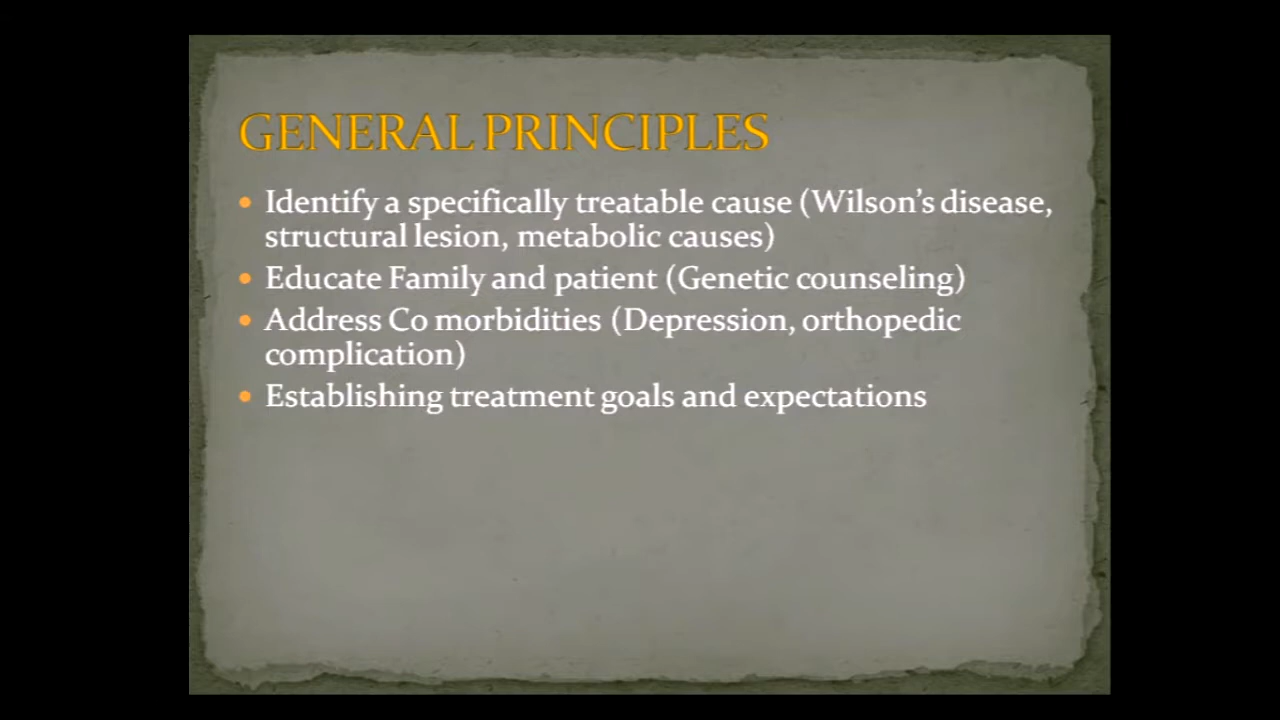 GENERAL PRINCIPLES
• Identify a specifically treatable cause (Wilson's disease,
structural lesion, metabolic causes)
• Educate Family and patient (Genetic counseling)
• Address Co morbidities (Depression, orthopedic
complication)
• Establishing treatment goals and expectations